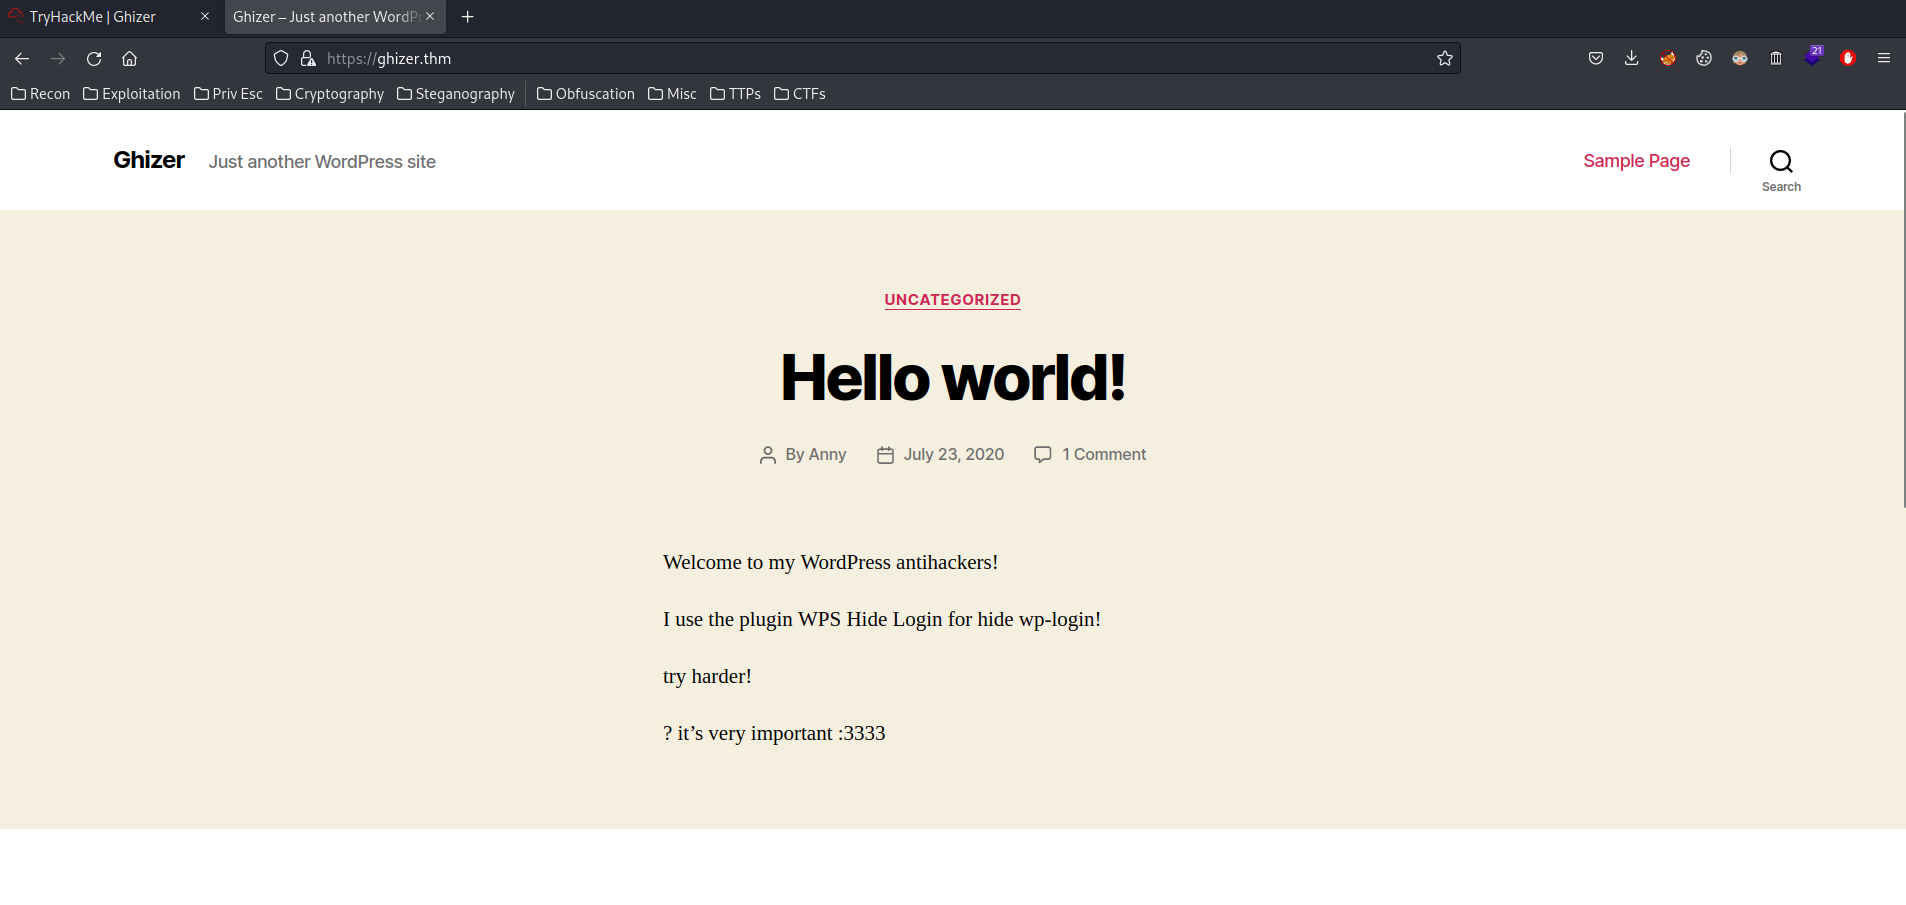 TryHackMe | Ghizer
Ghizer – Just another WordPr
https://ghizer.thm
21
Recon Exploitation Priv Esc Cryptography Steganography Obfuscation Misc TTPs CTFs
Ghizer Just another WordPress site Sample Page
Search
UNCATEGORIZED
Hello world!
By Anny July 23, 2020 1 Comment
Welcome to my WordPress antihackers!
I use the plugin WPS Hide Login for hide wp-login!
try harder!
? it’s very important :3333